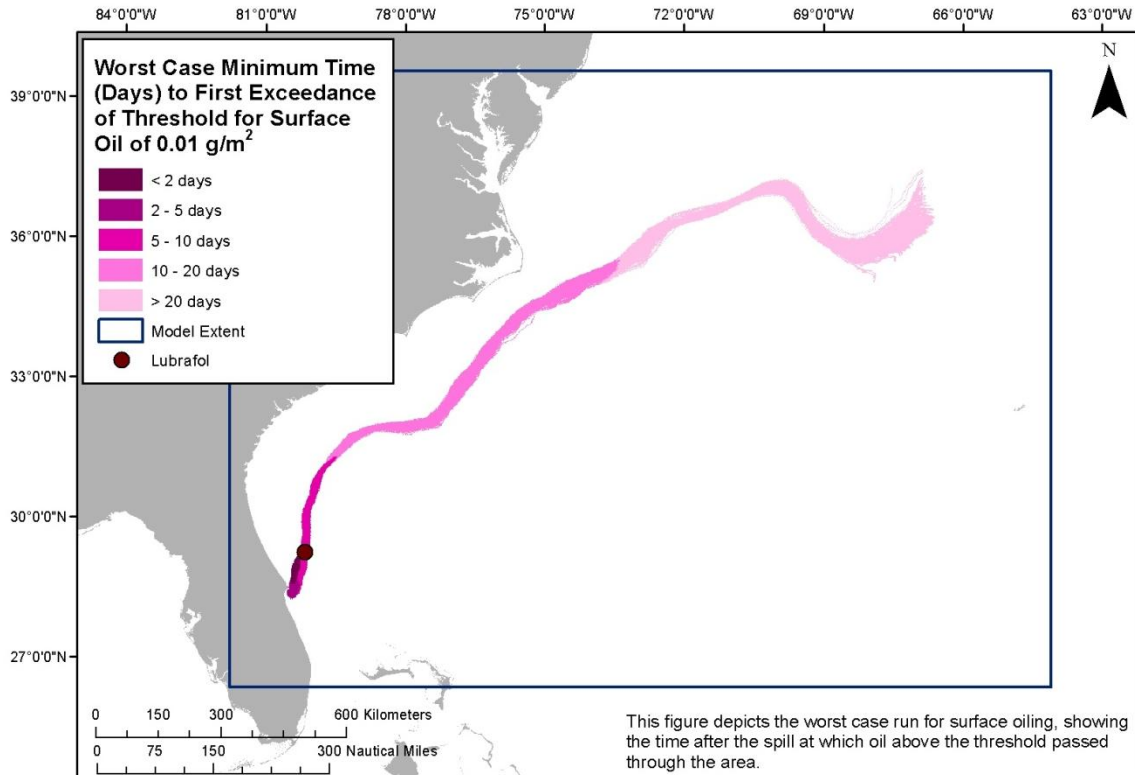 84°0'0"W 81°0'0"W 78°0'0"W 75°0'0"W 72°0'0"W 69°0'0"W 66°0'0"W 63°0'0"W
N
Worst Case Minimum Time
(Days) to First Exceedance
of Threshold for Surface
Oil of 0.01 g/m²
< 2 days
2 - 5 days
5 - 10 days
10 - 20 days
> 20 days
Model Extent
Lubrafol
39°0'0"N
36°0'0"N
33°0'0"N
30°0'0"N
27°0'0"N
0 150 300 600 Kilometers
0 75 150 300 Nautical Miles
This figure depicts the worst case run for surface oiling, showing
the time after the spill at which oil above the threshold passed
through the area.